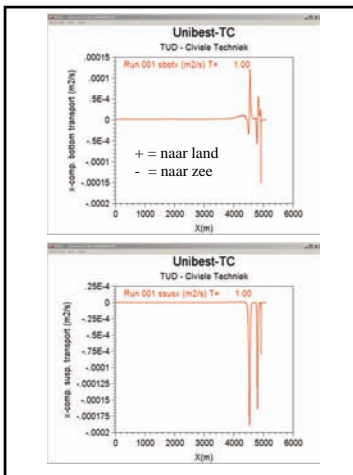 Unibest-TC
TUD - Civiele Techniek
Run 001 sbotx (m2/s) T= 1.00
.00015
.0001
.5E-4
0
-.5E-4
-.0001
-.00015
-.0002
x-comp. bottom transport (m2/s)
+ = naar land
- = naar zee
0 1000 2000 3000 4000 5000 6000
X(m)
Unibest-TC
TUD - Civiele Techniek
Run 001 ssusx (m2/s) T= 1.00
.25E-4
0
-.25E-4
-.5E-4
-.75E-4
-.0001
-.000125
-.00015
-.000175
-.0002
x-comp. susp. transport (m2/s)
0 1000 2000 3000 4000 5000 6000
X(m)